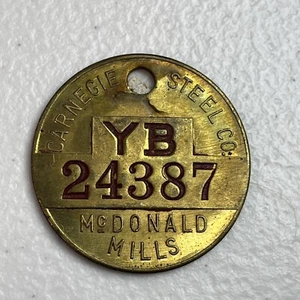 CARNEGIE STEEL CO.
YB
24387
McDONALD
MILLS